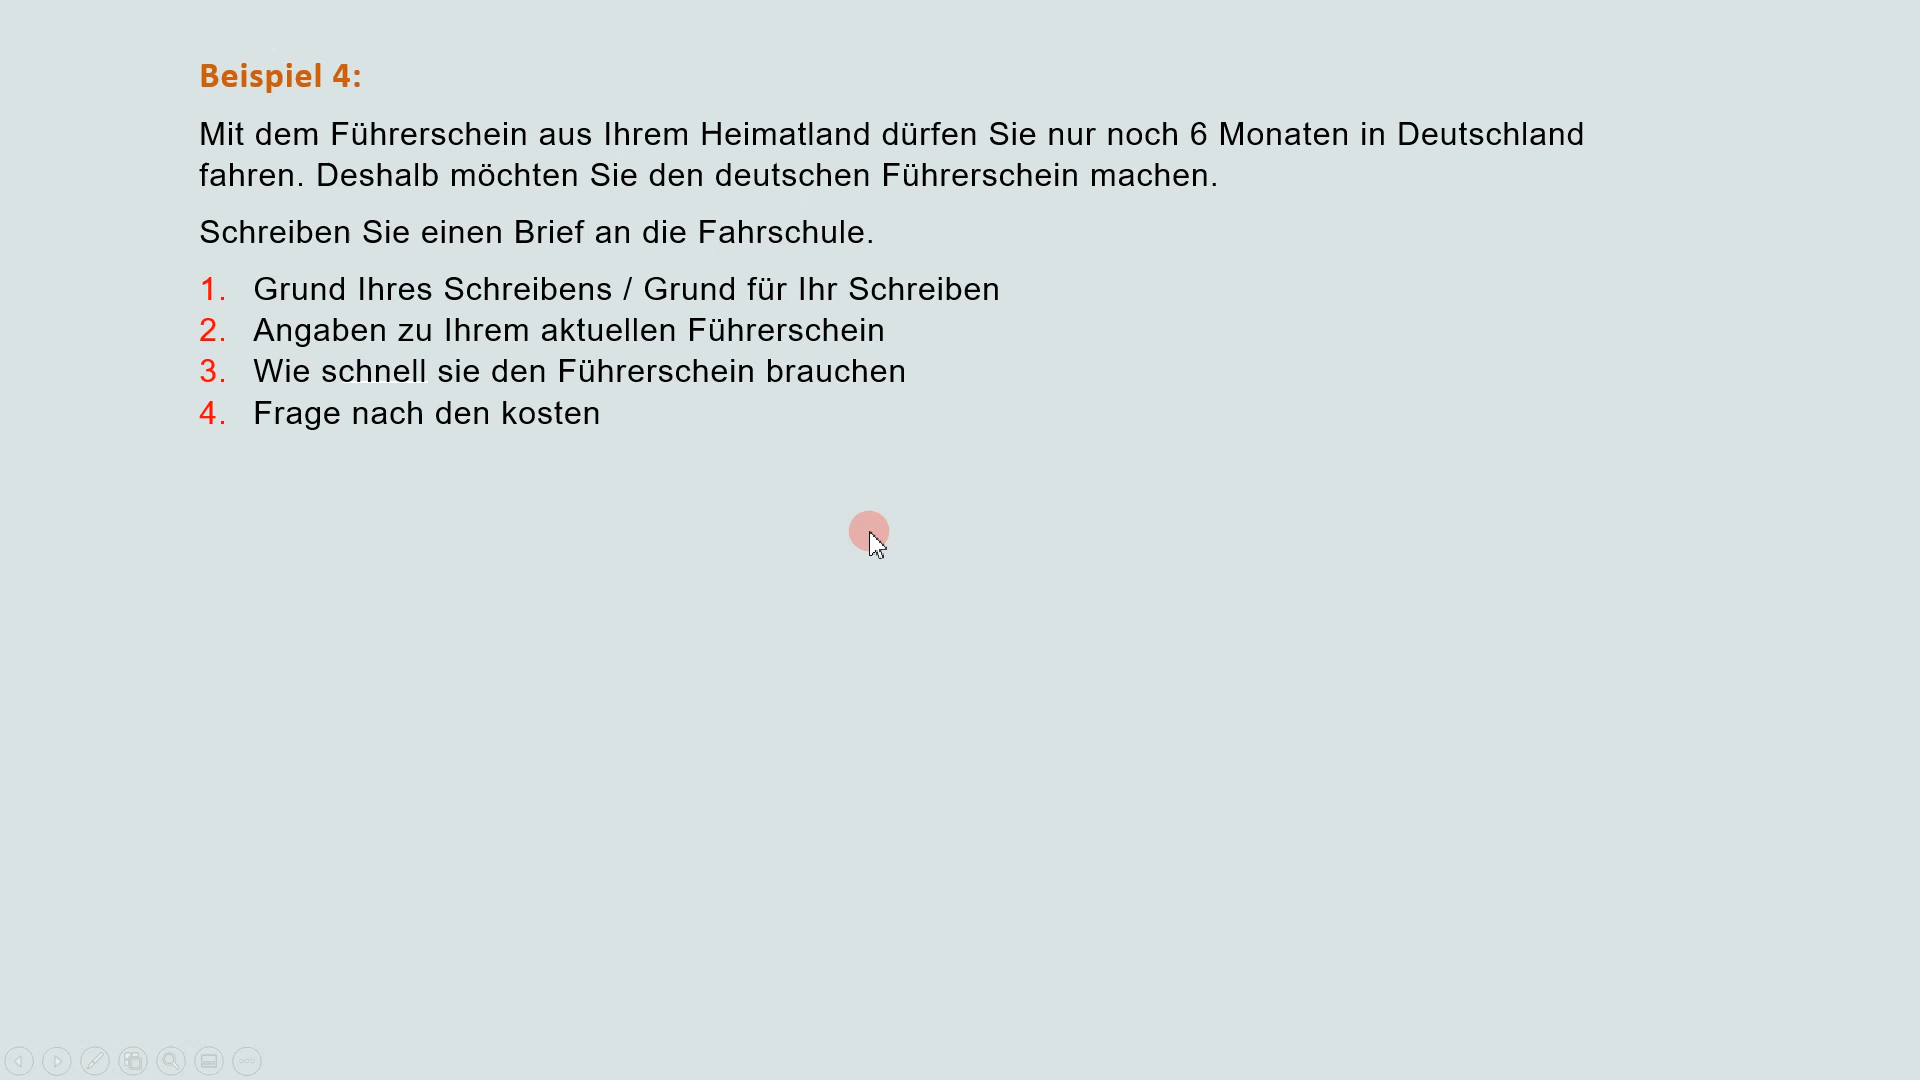 Beispiel 4:
Mit dem Führerschein aus Ihrem Heimatland dürfen Sie nur noch 6 Monaten in Deutschland
fahren. Deshalb möchten Sie den deutschen Führerschein machen.
Schreiben Sie einen Brief an die Fahrschule.
1. Grund Ihres Schreibens / Grund für Ihr Schreiben
2. Angaben zu Ihrem aktuellen Führerschein
3. Wie schnell sie den Führerschein brauchen
4. Frage nach den kosten